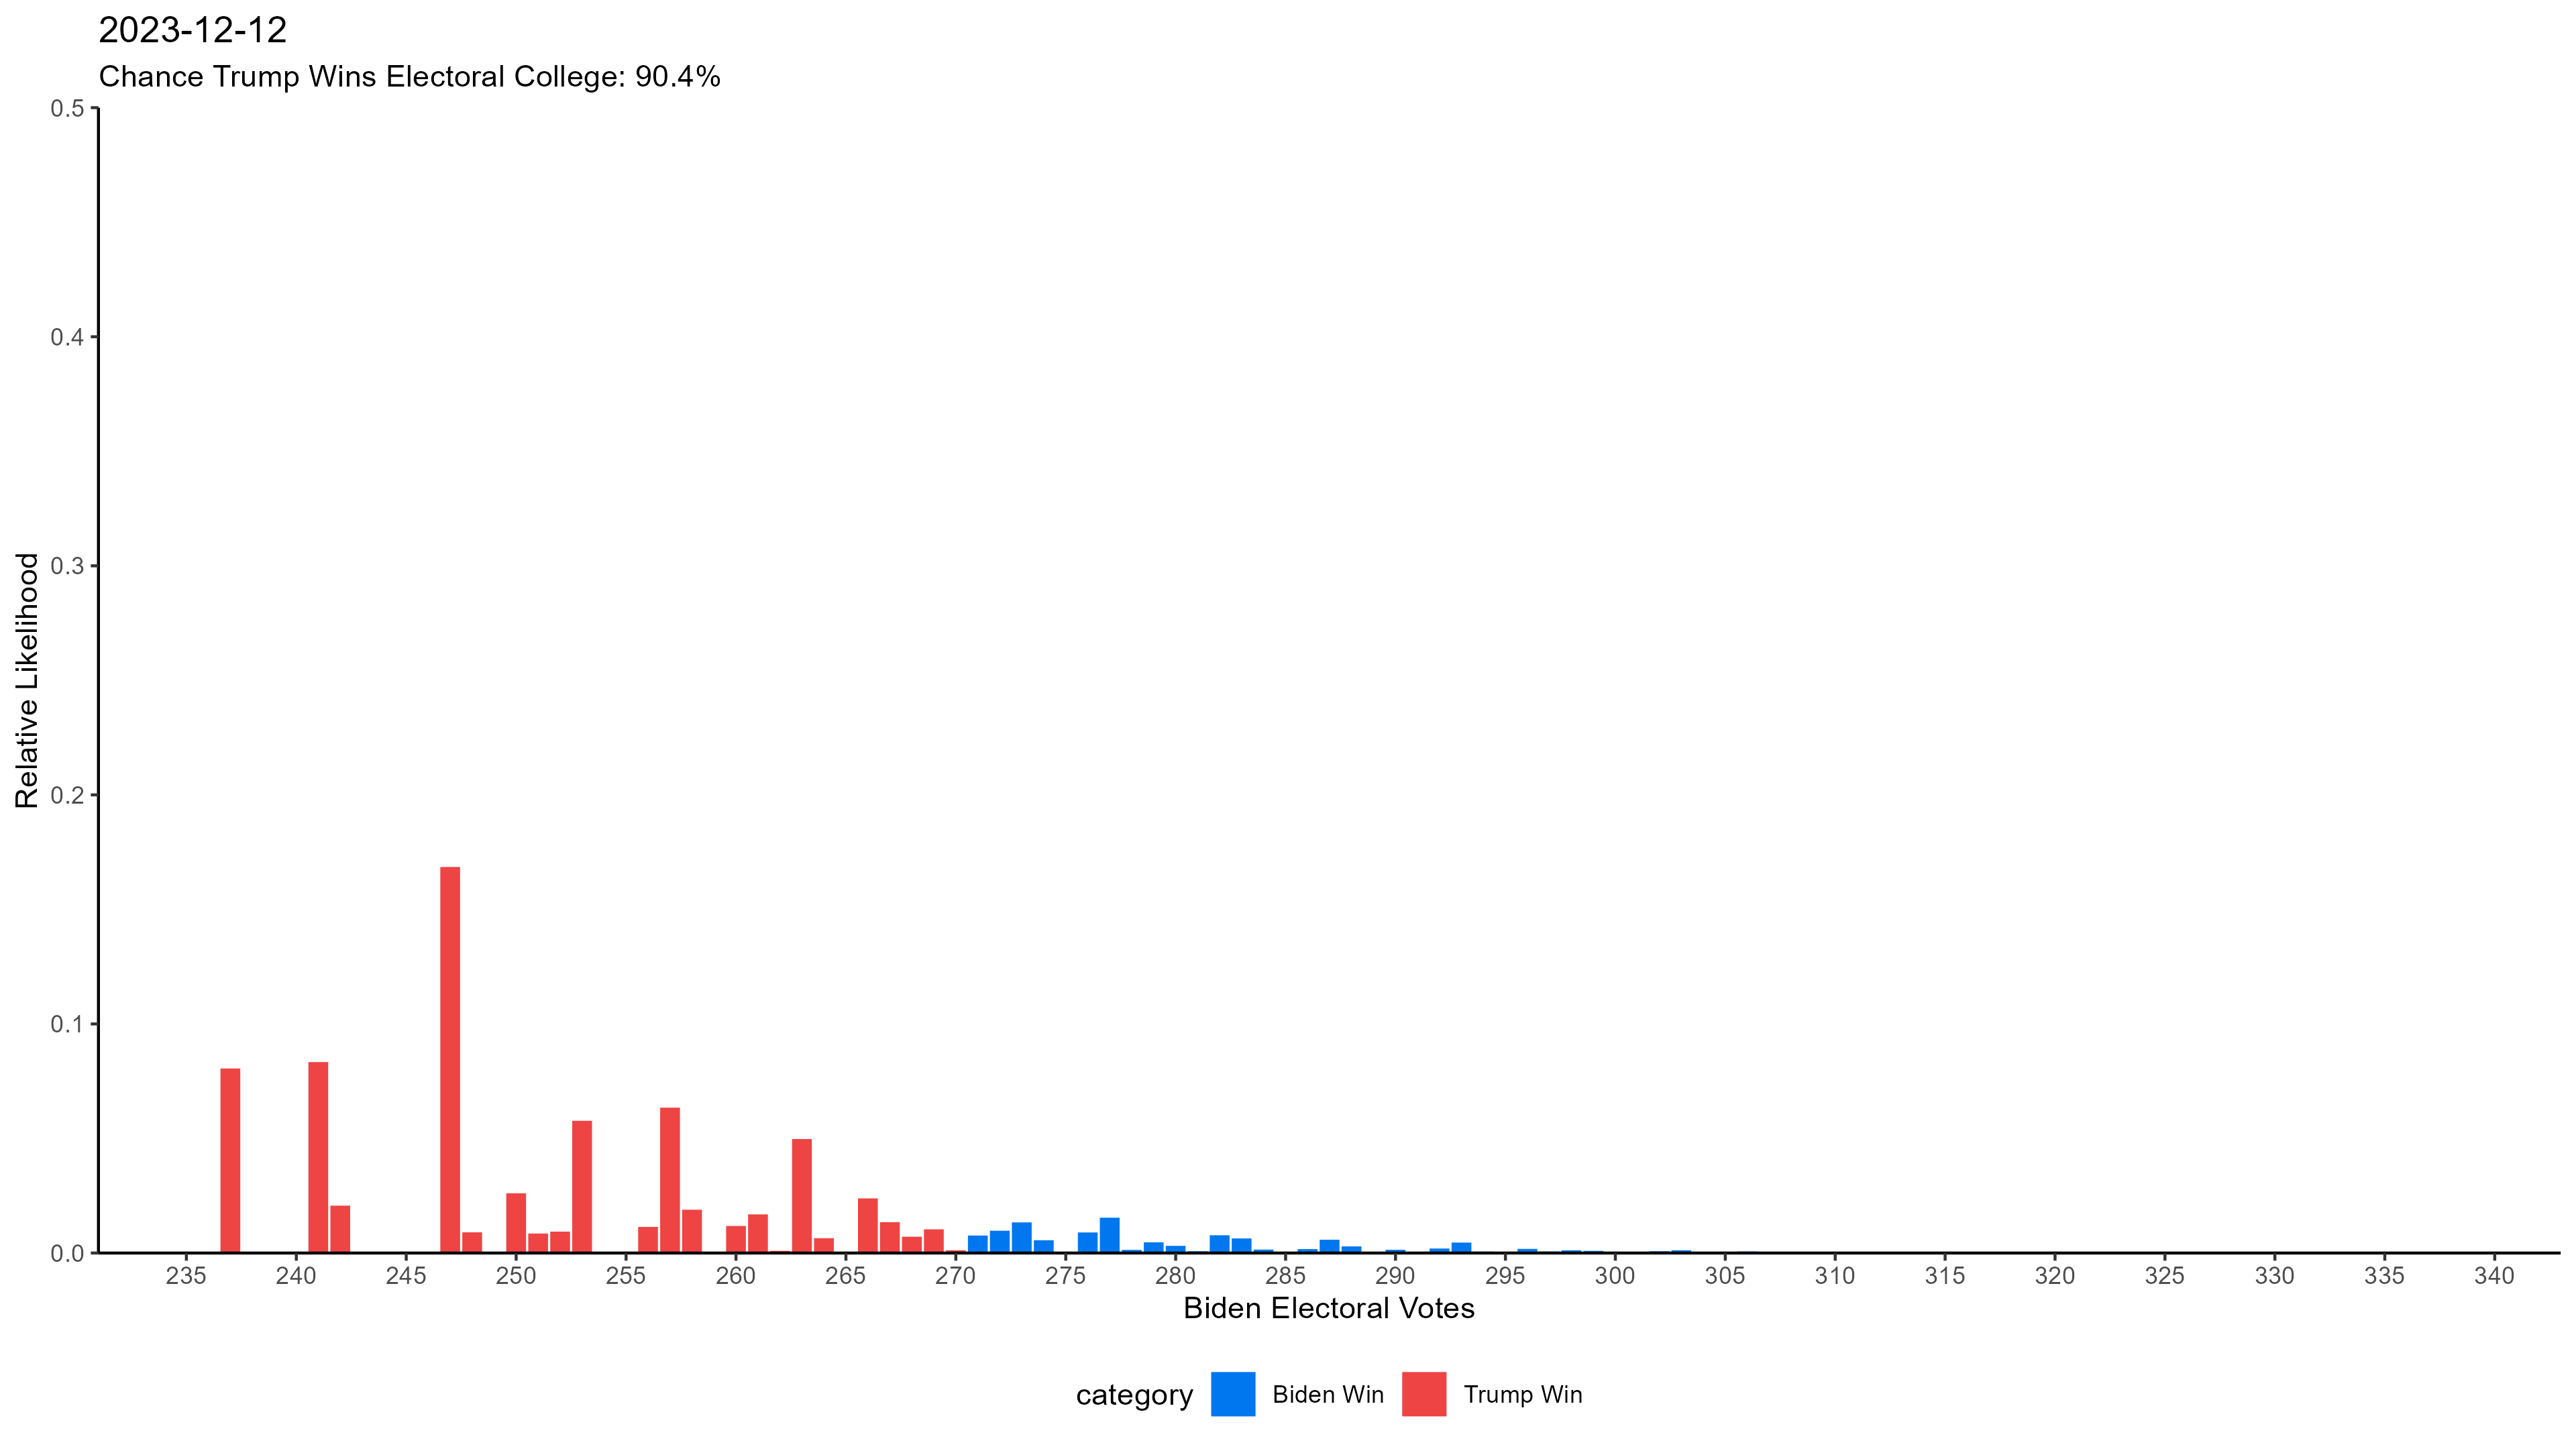 2023-12-12
Chance Trump Wins Electoral College: 90.4%
0.5
0.4
0.3
0.2
0.1
0.0
Relative Likelihood
235 240 245 250 255 260 265 270 275 280 285 290 295 300 305 310 315 320 325 330 335 340
Biden Electoral Votes
category Biden Win Trump Win